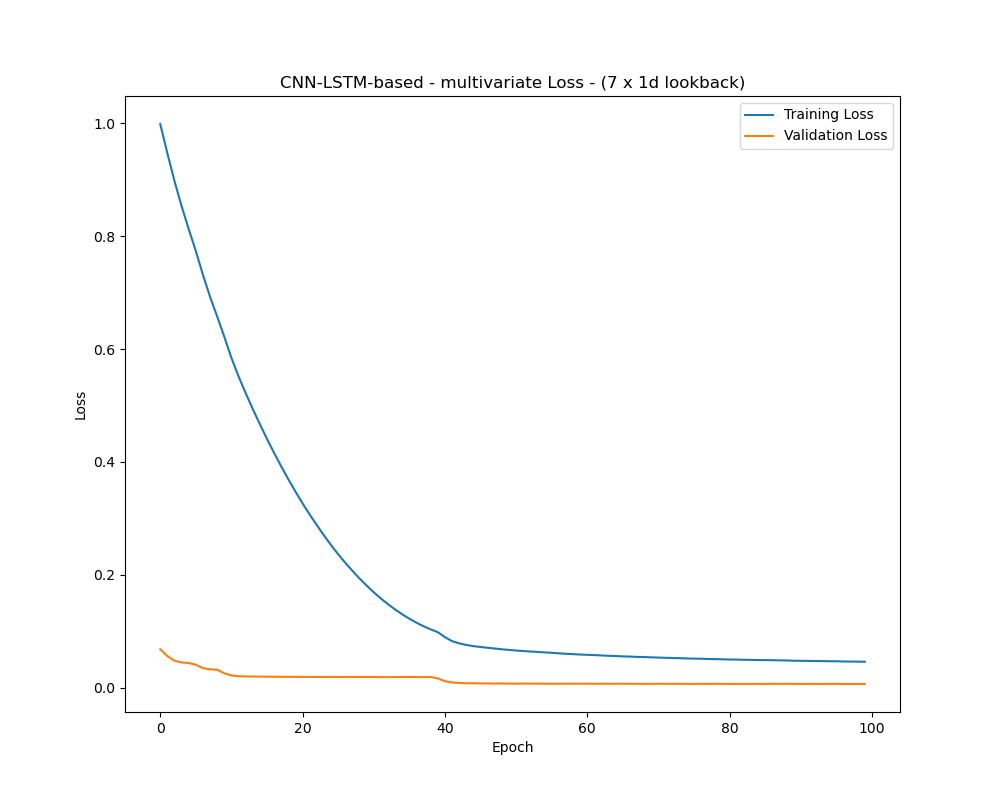 CNN-LSTM-based - multivariate Loss - (7 x 1d lookback)
Training Loss
Validation Loss
1.0
0.8
0.6
0.4
0.2
0.0
Loss
0 20 40 60 80 100
Epoch